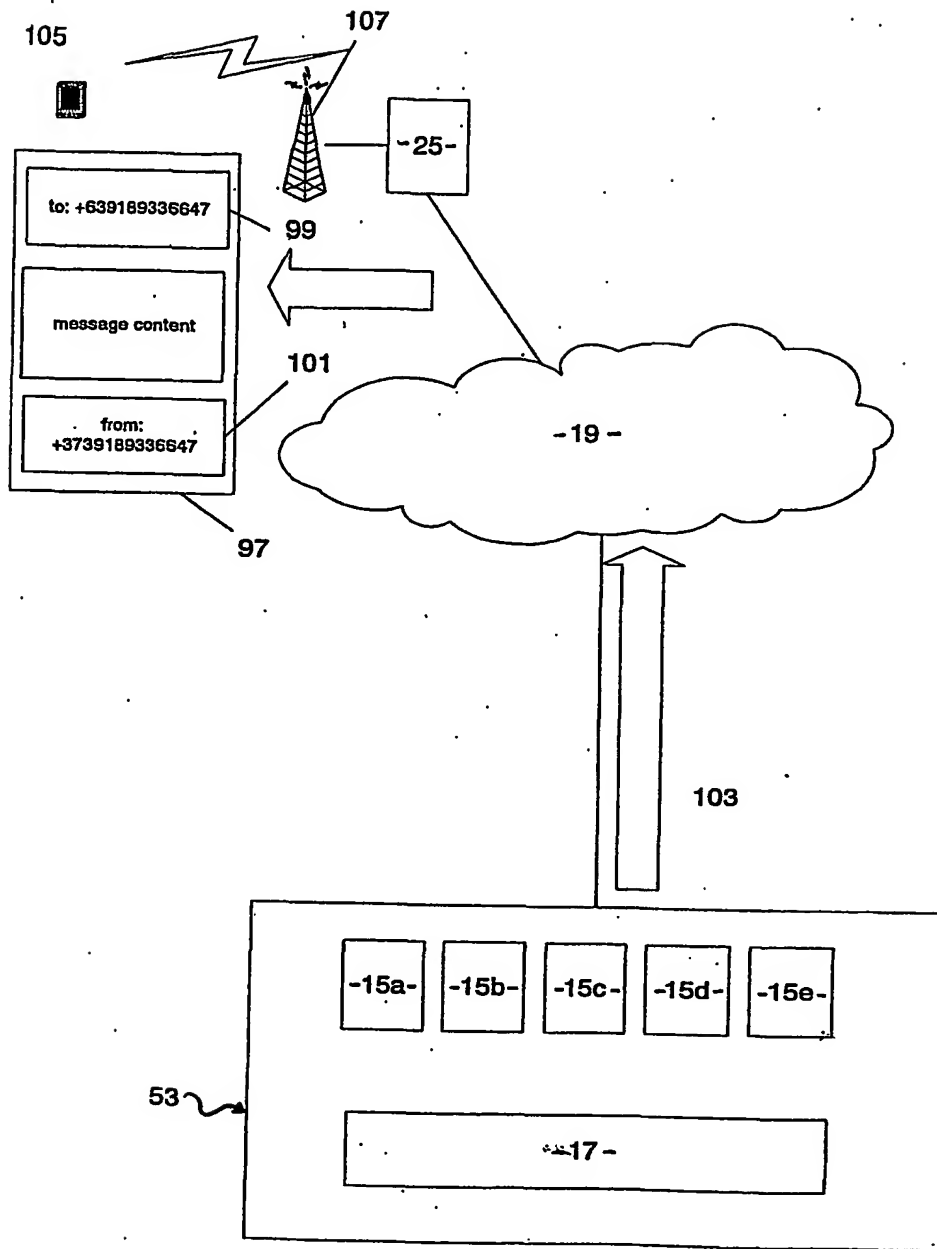 105
107
-25-
to: +639189336647
99
message content
101
from:
+3739189336647
-19-
97
103
-15a-
-15b-
-15c-
-15d-
-15e-
53
-17-